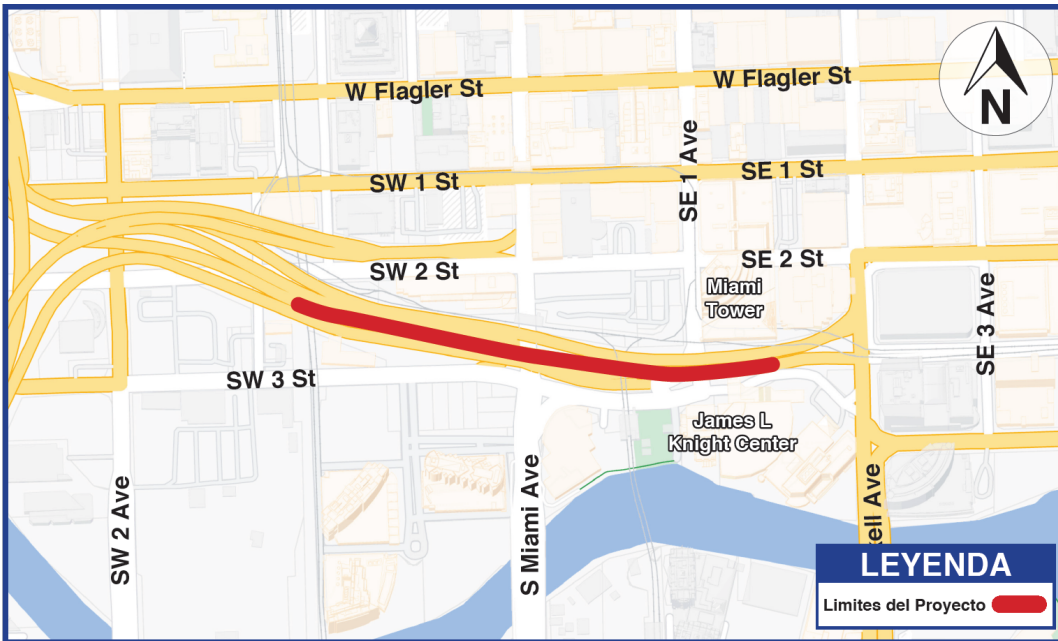 W Flagler St
W Flagler St
N
SW 1 St
SE 1 Ave
SE 1 St
SW 2 St
SE 2 St
Miami
Tower
SE 3 Ave
SW 3 St
James L
Knight Center
SW 2 Ave
S Miami Ave
kell Ave
LEYENDA
Limites del Proyecto